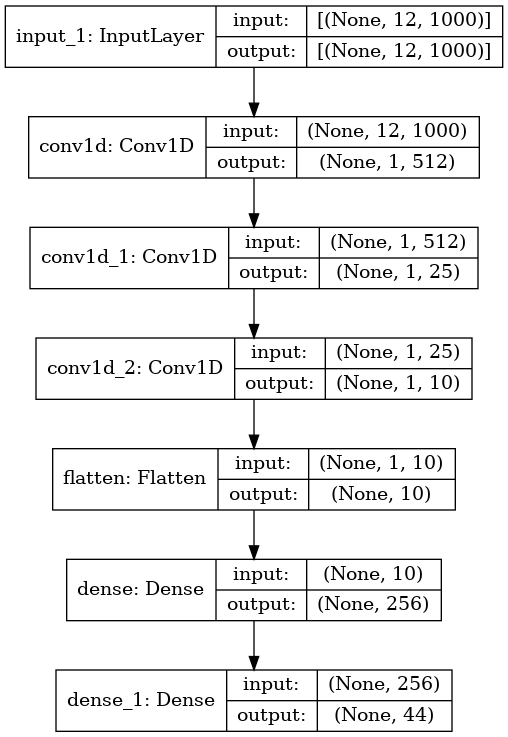 input_1: InputLayer
input:
[(None, 12, 1000)]
output:
[(None, 12, 1000)]
conv1d: Conv1D
input:
(None, 12, 1000)
output:
(None, 1, 512)
conv1d_1: Conv1D
input:
(None, 1, 512)
output:
(None, 1, 25)
conv1d_2: Conv1D
input:
(None, 1, 25)
output:
(None, 1, 10)
flatten: Flatten
input:
(None, 1, 10)
output:
(None, 10)
dense: Dense
input:
(None, 10)
output:
(None, 256)
dense_1: Dense
input:
(None, 256)
output:
(None, 44)